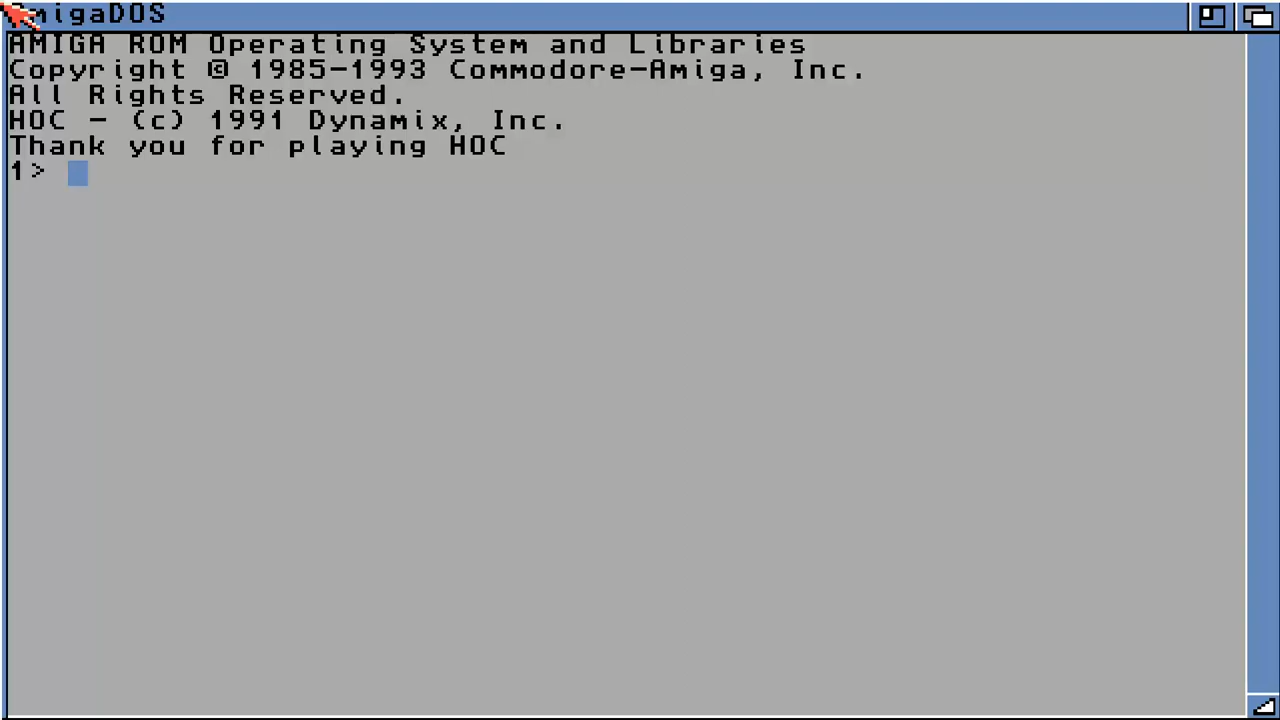 AmigaDOS
AMIGA ROM Operating System and Libraries
Copyright © 1985-1993 Commodore-Amiga, Inc.
All Rights Reserved.
HOC - (c) 1991 Dynamix, Inc.
Thank you for playing HOC
1>